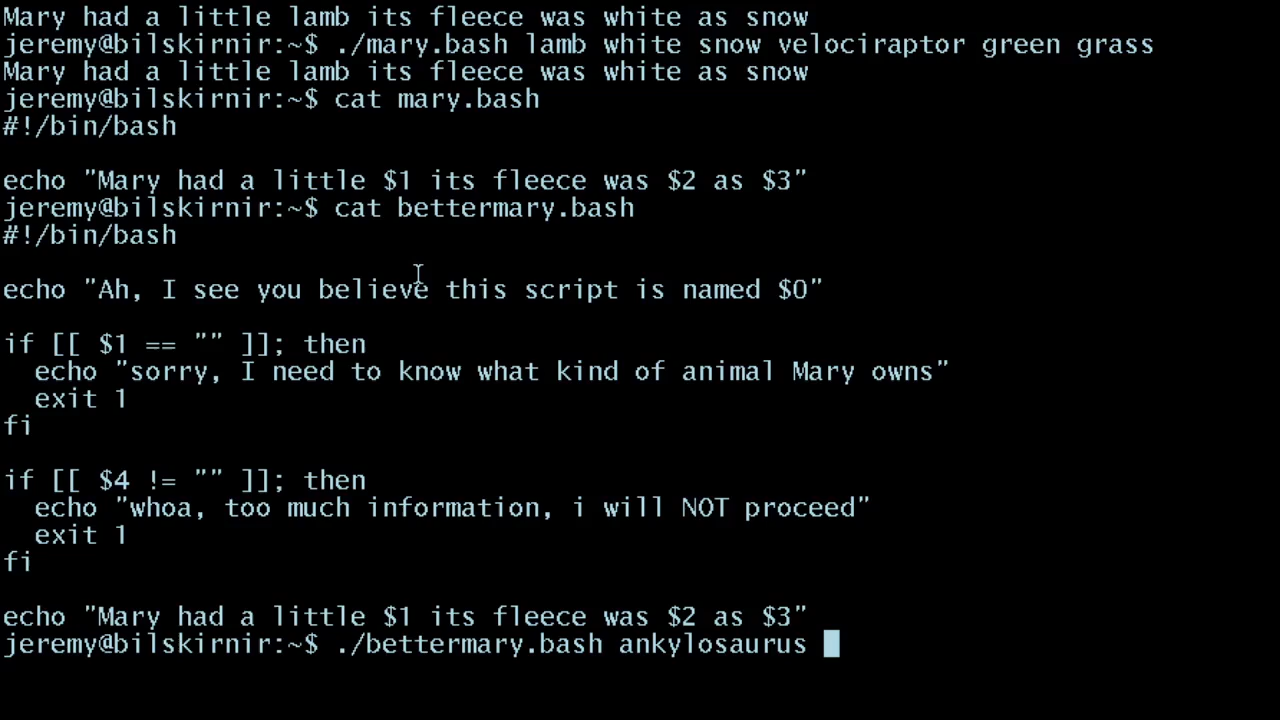 Mary had a little lamb its fleece was white as snow
jeremy@bilskirnir:~$ ./mary.bash lamb white snow velociraptor green grass
Mary had a little lamb its fleece was white as snow
jeremy@bilskirnir:~$ cat mary.bash
#!/bin/bash
echo "Mary had a little $1 its fleece was $2 as $3"
jeremy@bilskirnir:~$ cat bettermary.bash
#!/bin/bash
echo "Ah, I see you believe this script is named $0"
if [[ $1 == "" ]]; then
  echo "sorry, I need to know what kind of animal Mary owns"
  exit 1
fi
if [[ $4 != "" ]]; then
  echo "whoa, too much information, i will NOT proceed"
  exit 1
fi
echo "Mary had a little $1 its fleece was $2 as $3"
jeremy@bilskirnir:~$ ./bettermary.bash ankylosaurus